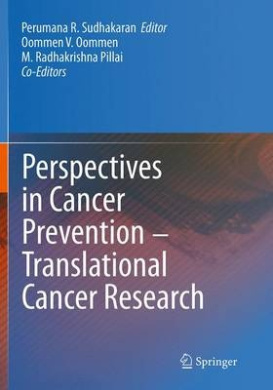 Perumana R. Sudhakaran Editor
Oommen V. Oommen
M. Radhakrishna Pillai
Co-Editors
Perspectives
in Cancer
Prevention –
Translational
Cancer Research
Springer